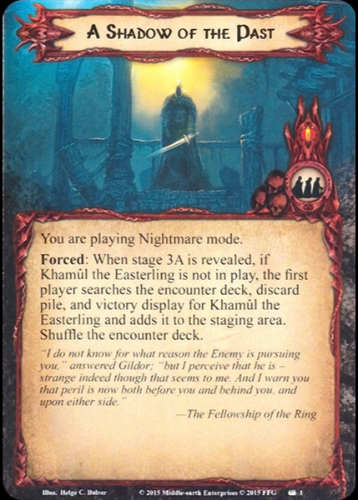 A Shadow of the Past
You are playing Nightmare mode.
Forced: When stage 3A is revealed, if
Khamûl the Easterling is not in play, the first
player searches the encounter deck, discard
pile, and victory display for Khamûl the
Easterling and adds it to the staging area.
Shuffle the encounter deck.
"I do not know for what reason the Enemy is pursuing
you," answered Gildor; "but I perceive that he is –
strange indeed though that seems to me. And I warn you
that peril is now both before you and behind you, and
upon either side."
—The Fellowship of the Ring
Illus. Helge C. Balzer © 2015 Middle-earth Enterprises © 2015 FFG 1